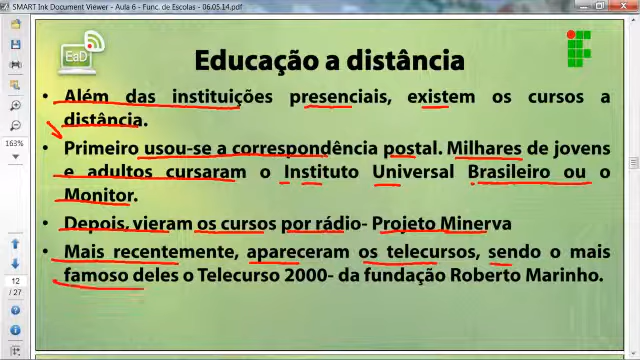 SMART Ink Document Viewer - Aula 6 - Func. de Escolas - 06.05.14.pdf*
EaD
Educação a distância
• Além das instituições presenciais, existem os cursos a
distância.
• Primeiro usou-se a correspondência postal. Milhares de jovens
e adultos cursaram o Instituto Universal Brasileiro ou o
Monitor.
• Depois, vieram os cursos por rádio- Projeto Minerva
• Mais recentemente, apareceram os telecursos, sendo o mais
famoso deles o Telecurso 2000- da fundação Roberto Marinho.
163%
12
/ 27